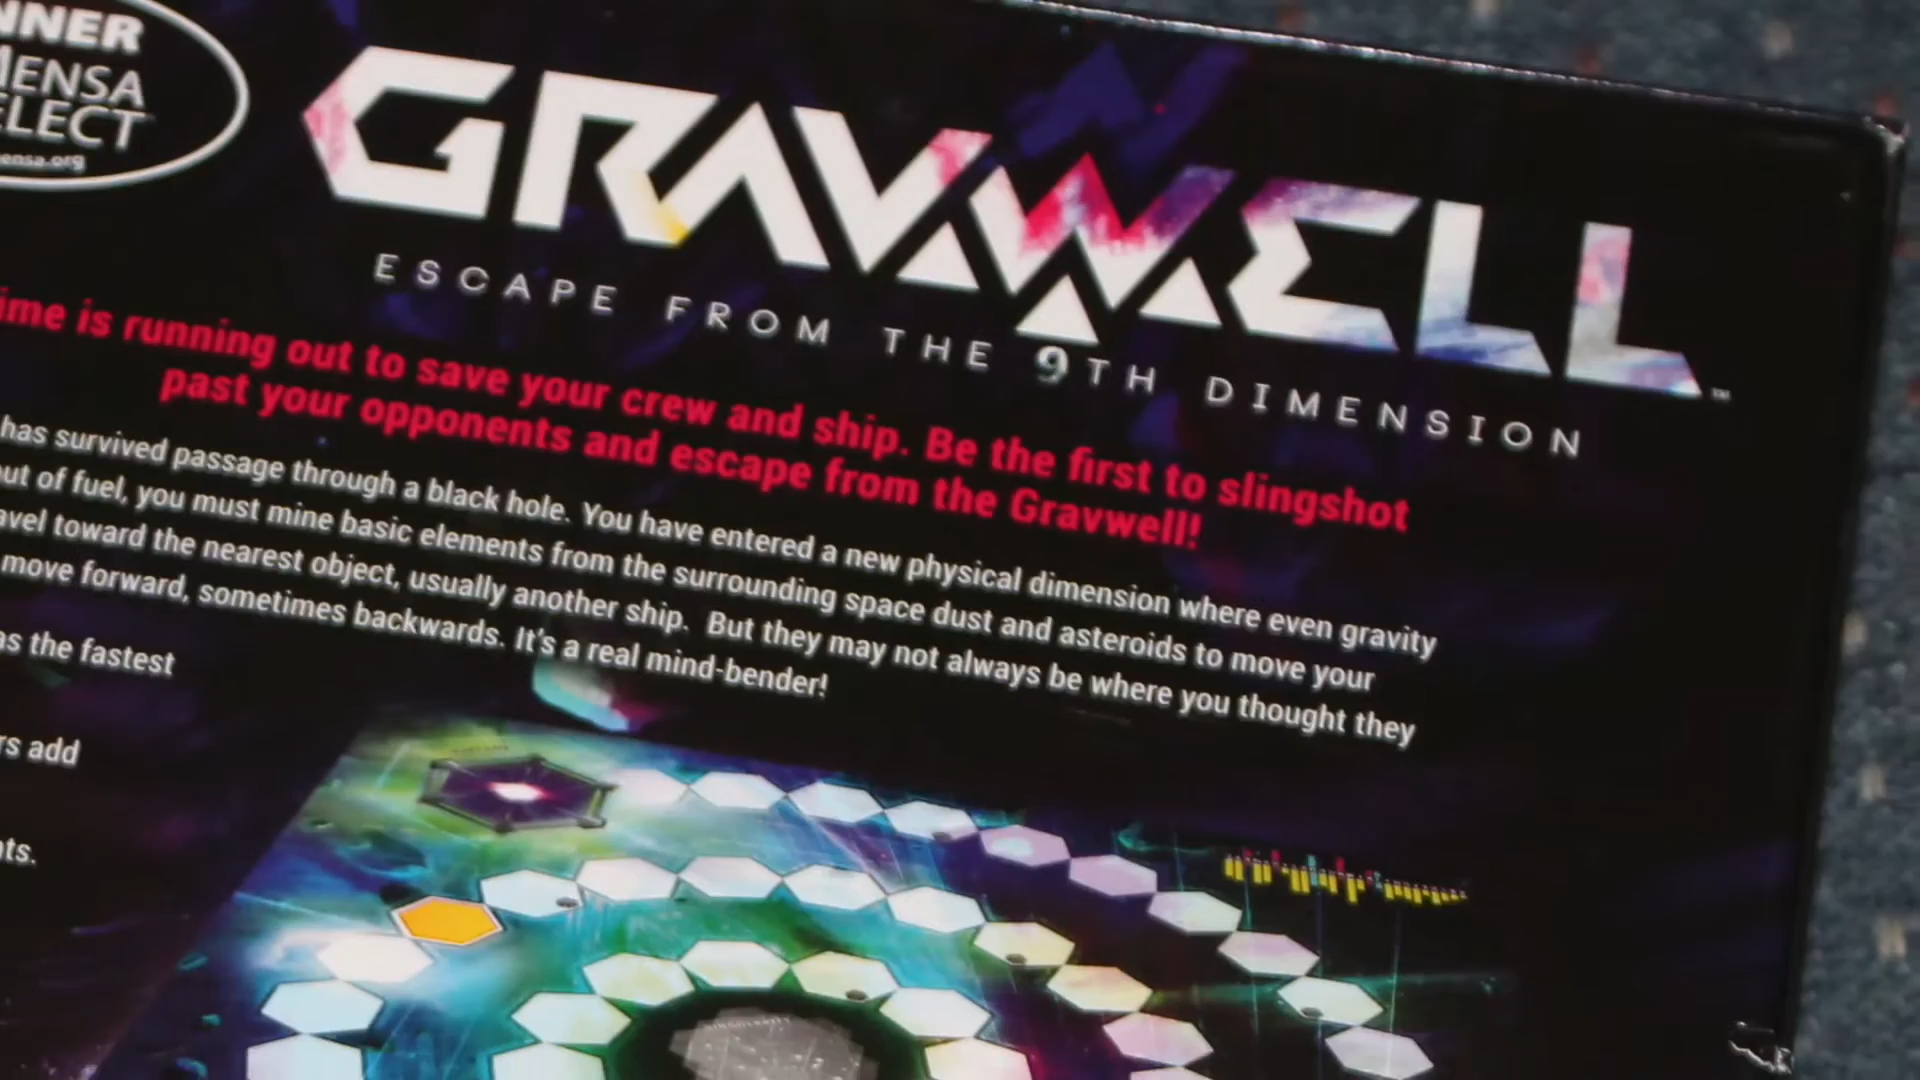 NNER
MENSA
ELECT
ensa.org
GRAVWELL™
ESCAPE FROM THE 9TH DIMENSION
ime is running out to save your crew and ship. Be the first to slingshot
past your opponents and escape from the Gravwell!
has survived passage through a black hole. You have entered a new physical dimension where even gravity
out of fuel, you must mine basic elements from the surrounding space dust and asteroids to move your
avel toward the nearest object, usually another ship. But they may not always be where you thought they
move forward, sometimes backwards. It's a real mind-bender!
as the fastest
rs add
nts.